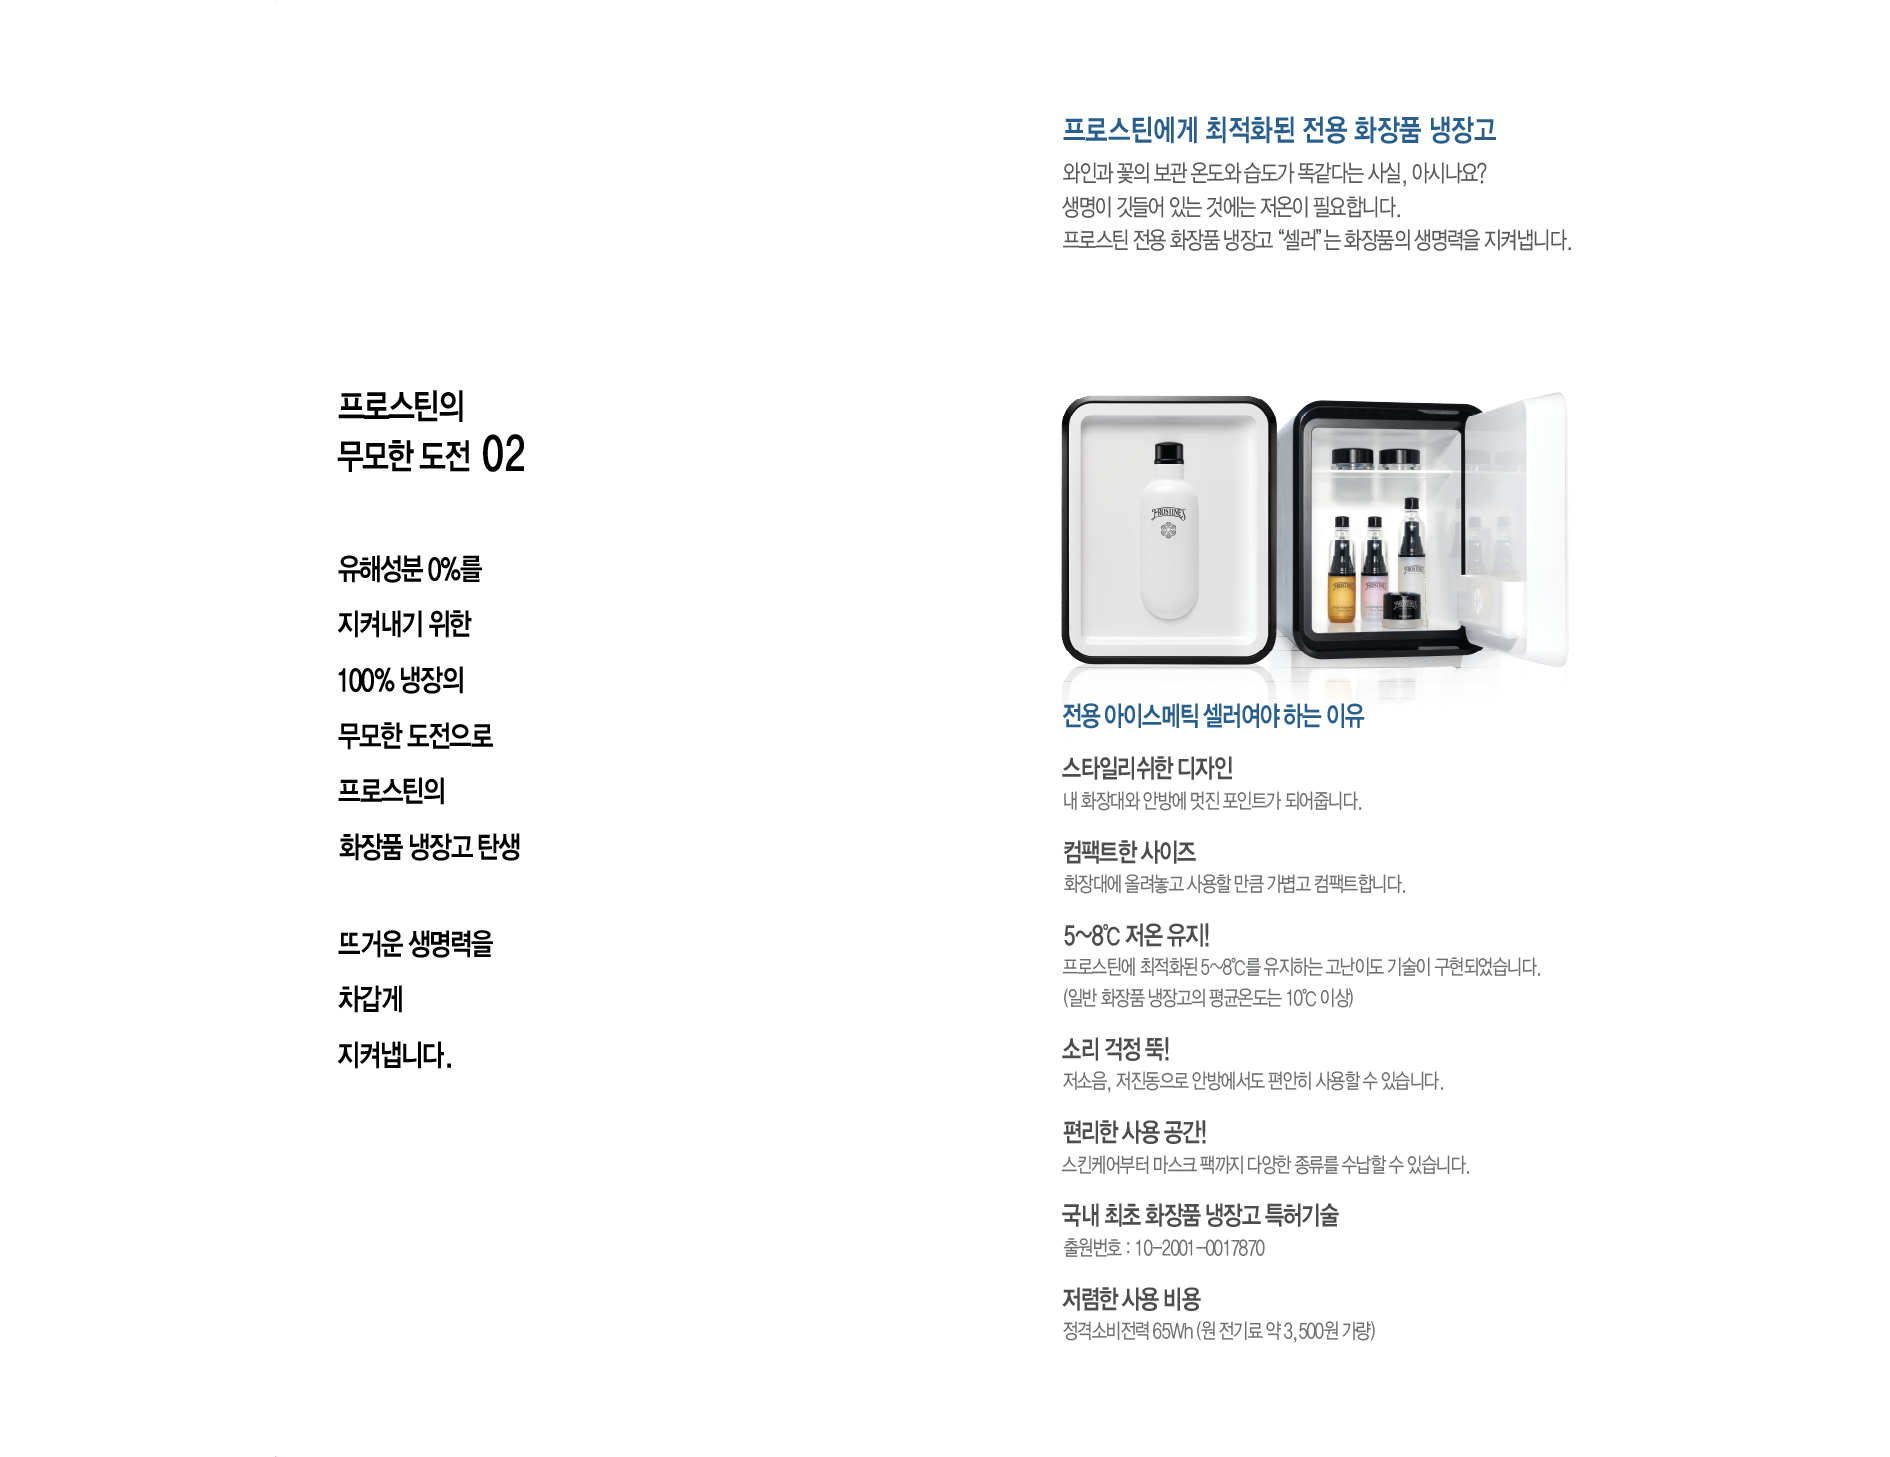 프로스틴의
무모한 도전 02
유해성분 0%를
지켜내기 위한
100% 냉장의
무모한 도전으로
프로스틴의
화장품 냉장고 탄생
뜨거운 생명력을
차갑게
지켜냅니다.
프로스틴에게 최적화된 전용 화장품 냉장고
와인과 꽃의 보관 온도와 습도가 똑같다는 사실, 아시나요?
생명이 깃들어 있는 것에는 저온이 필요합니다.
프로스틴 전용 화장품 냉장고 “셀러”는 화장품의 생명력을 지켜냅니다.
FROSTINE
FROSTINE
FROSTINE
FROSTINE
FROSTINE
전용 아이스메틱 셀러여야 하는 이유
스타일리쉬한 디자인
내 화장대와 안방에 멋진 포인트가 되어줍니다.
컴팩트한 사이즈
화장대에 올려놓고 사용할 만큼 가볍고 컴팩트합니다.
5~8℃ 저온 유지!
프로스틴에 최적화된 5~8℃를 유지하는 고난이도 기술이 구현되었습니다.
(일반 화장품 냉장고의 평균온도는 10℃ 이상)
소리 걱정 뚝!
저소음, 저진동으로 안방에서도 편안히 사용할 수 있습니다.
편리한 사용 공간!
스킨케어부터 마스크 팩까지 다양한 종류를 수납할 수 있습니다.
국내 최초 화장품 냉장고 특허기술
출원번호 : 10-2001-0017870
저렴한 사용 비용
정격소비전력 65Wh (원 전기료 약 3,500원 가량)